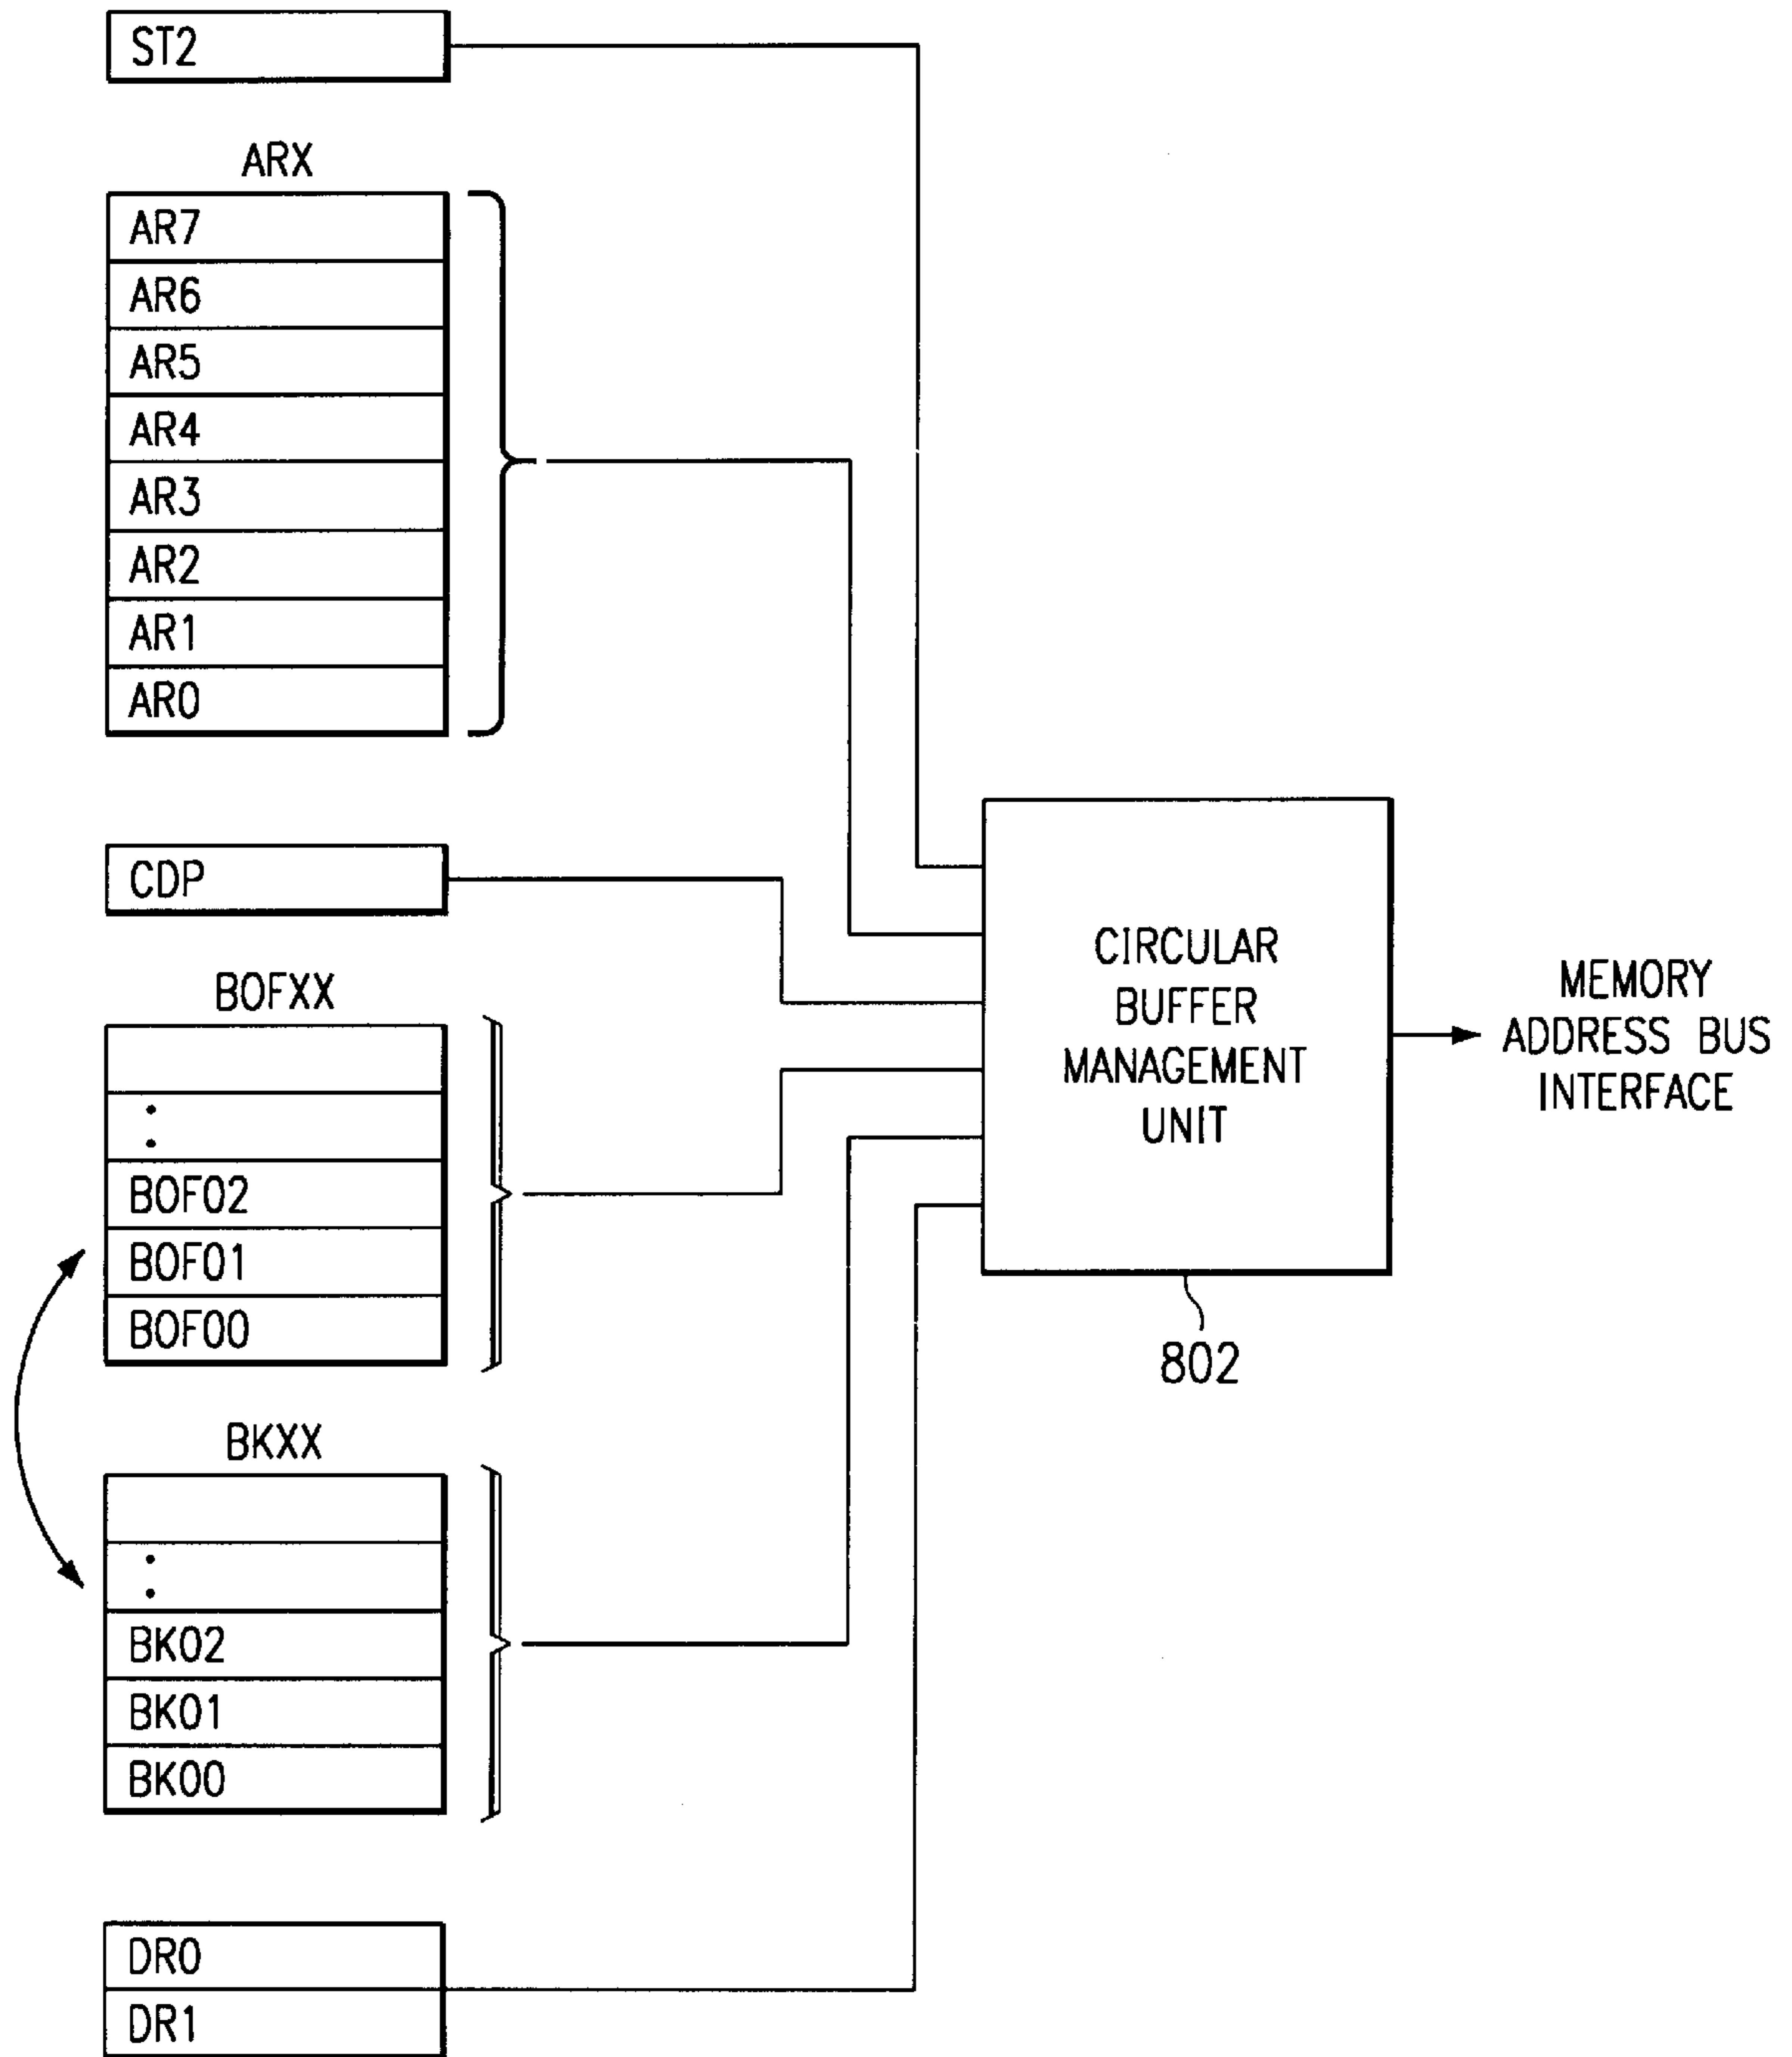 ST2
ARX
AR7
AR6
AR5
AR4
AR3
AR2
AR1
AR0
CDP
BOFXX
BOF02
BOF01
BOF00
BKXX
BK02
BK01
BK00
DR0
DR1
CIRCULAR
BUFFER
MANAGEMENT
UNIT
802
MEMORY
ADDRESS BUS
INTERFACE